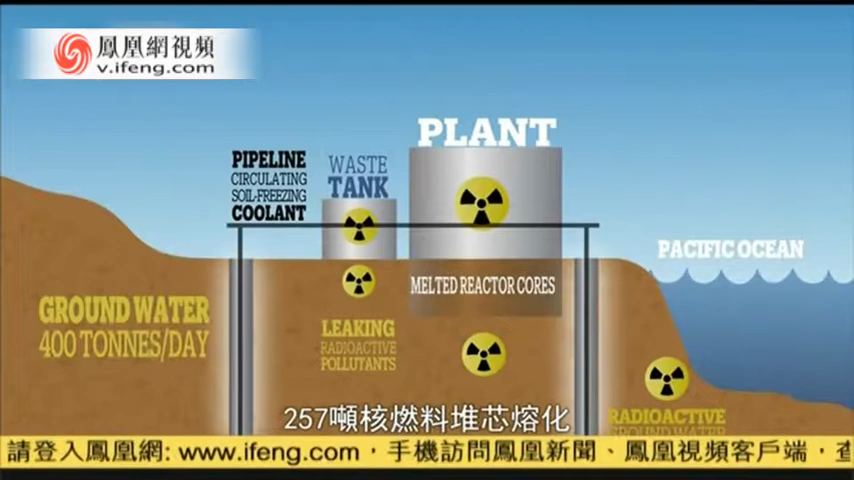 鳳凰網視頻
v.ifeng.com
PLANT
PIPELINE
CIRCULATING
SOIL-FREEZING
COOLANT
WASTE
TANK
PACIFIC OCEAN
MELTED REACTOR CORES
GROUND WATER
400 TONNES/DAY
LEAKING
RADIOACTIVE
POLLUTANTS
RADIOACTIVE
GROUND WATER
257噸核燃料堆芯熔化
請登入鳳凰網: www.ifeng.com，手機訪問鳳凰新聞、鳳凰視頻客戶端，查